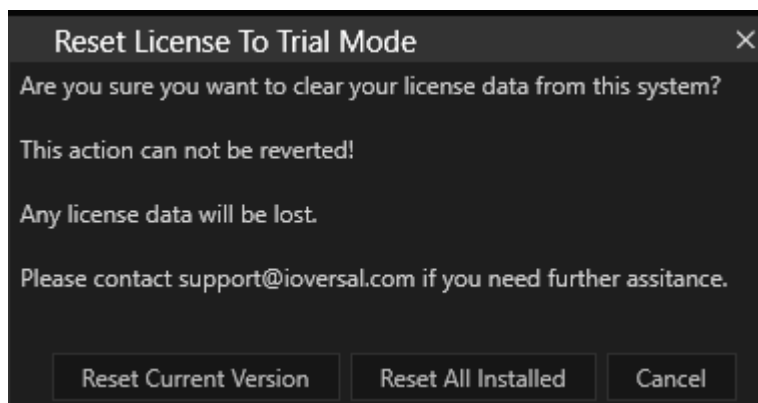 Reset License To Trial Mode
Are you sure you want to clear your license data from this system?
This action can not be reverted!
Any license data will be lost.
Please contact support@ioversal.com if you need further assitance.
Reset Current Version Reset All Installed Cancel